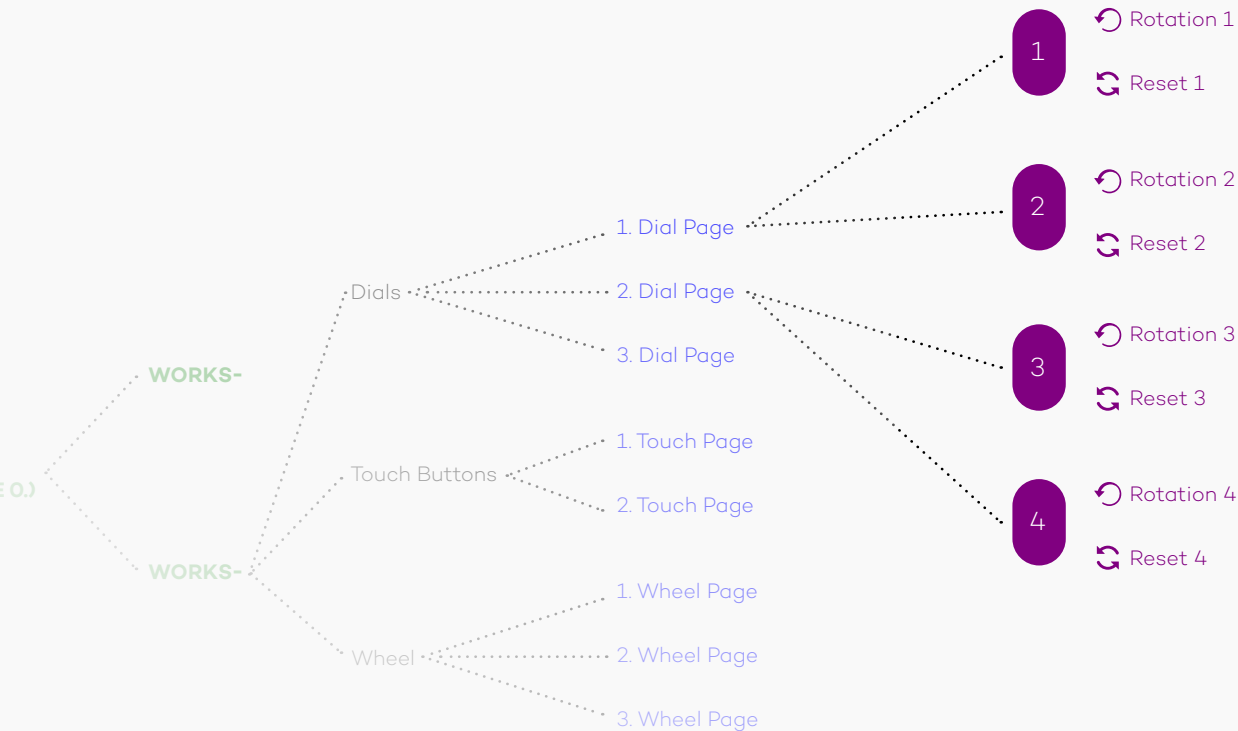 1
Rotation 1
Reset 1
2
Rotation 2
Reset 2
1. Dial Page
Dials
2. Dial Page
3. Dial Page
3
Rotation 3
Reset 3
WORKS-
1. Touch Page
Touch Buttons
2. Touch Page
E 0.)
4
Rotation 4
Reset 4
WORKS-
1. Wheel Page
Wheel
2. Wheel Page
3. Wheel Page